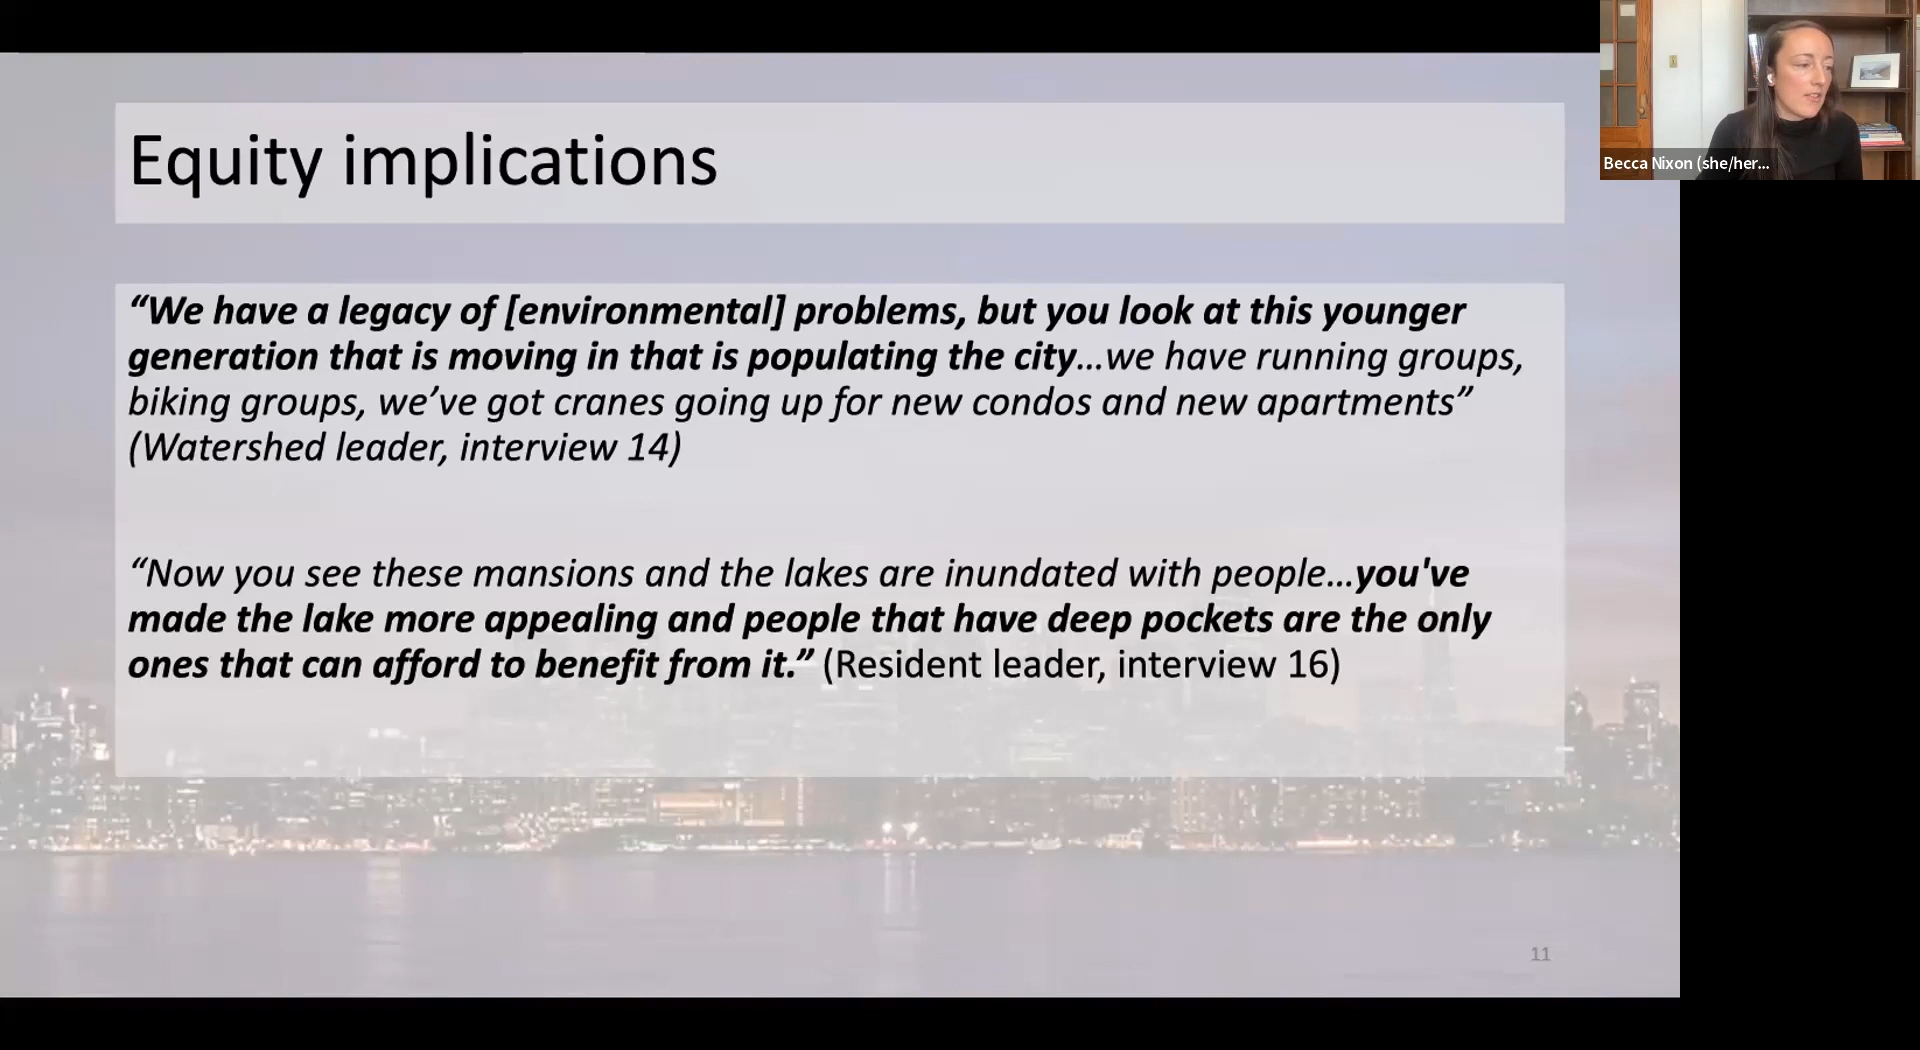 Equity implications
“We have a legacy of [environmental] problems, but you look at this younger
generation that is moving in that is populating the city...we have running groups,
biking groups, we’ve got cranes going up for new condos and new apartments”
(Watershed leader, interview 14)
“Now you see these mansions and the lakes are inundated with people...you've
made the lake more appealing and people that have deep pockets are the only
ones that can afford to benefit from it.” (Resident leader, interview 16)
11
Becca Nixon (she/her...